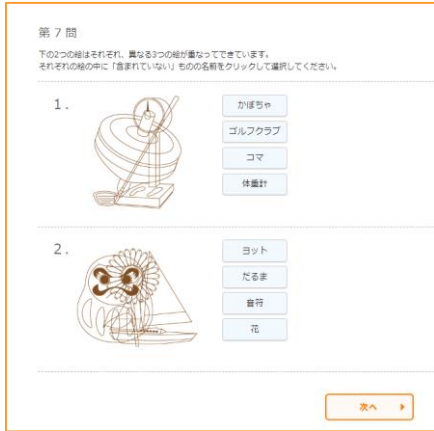 第7問
下の2つの絵はそれぞれ、異なる3つの絵が重なってできています。
それぞれの絵の中に「含まれていない」ものの名前をクリックして選択してください。
1.
かぼちゃ
ゴルフクラブ
コマ
体重計
2.
ヨット
だるま
音符
花
次へ